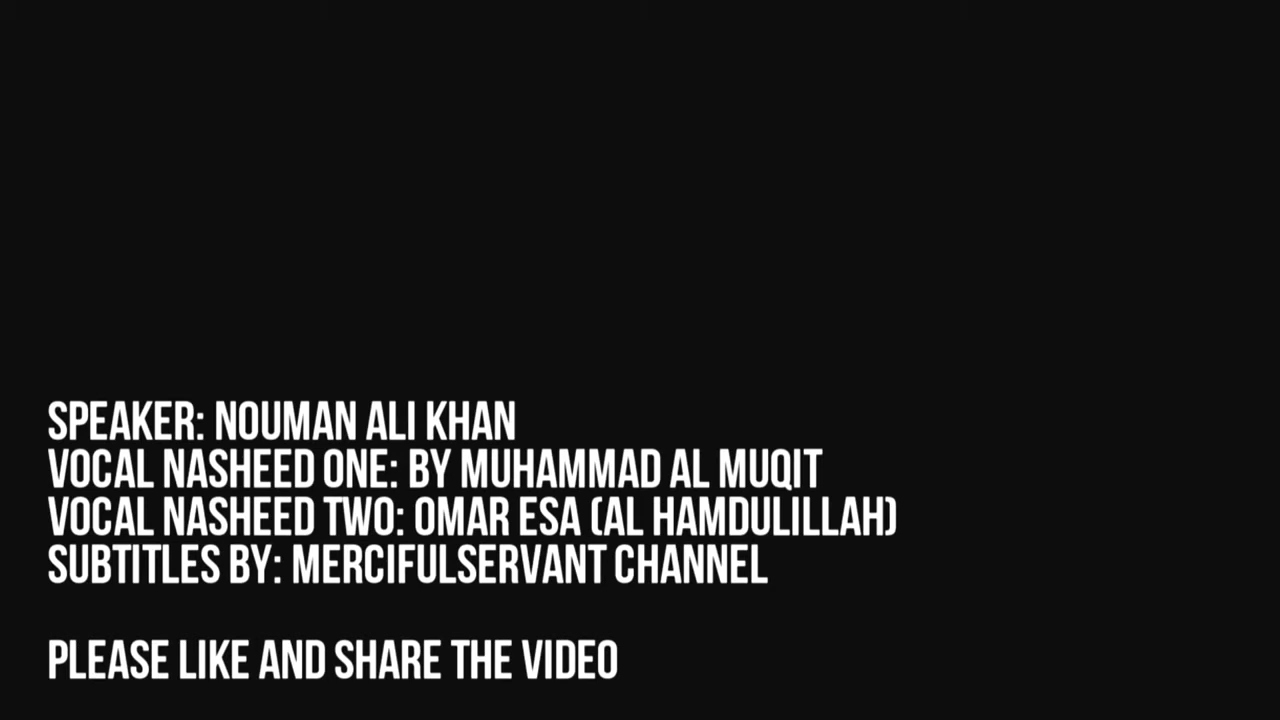 SPEAKER: NOUMAN ALI KHAN
VOCAL NASHEED ONE: BY MUHAMMAD AL MUQIT
VOCAL NASHEED TWO: OMAR ESA (AL HAMDULILLAH)
SUBTITLES BY: MERCIFULSERVANT CHANNEL
PLEASE LIKE AND SHARE THE VIDEO